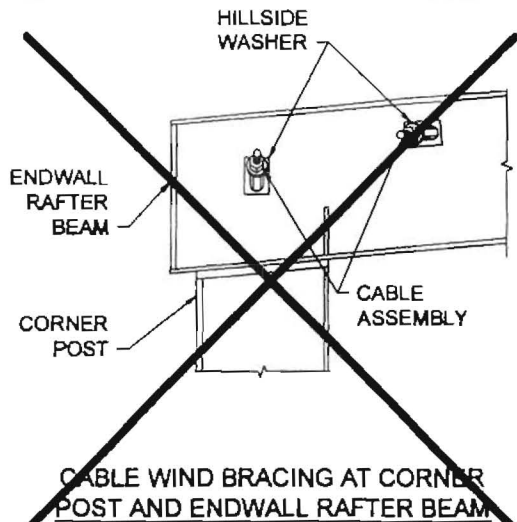 HILLSIDE
WASHER
ENDWALL
RAFTER
BEAM
CABLE
ASSEMBLY
CORNER
POST
CABLE WIND BRACING AT CORNER
POST AND ENDWALL RAFTER BEAM